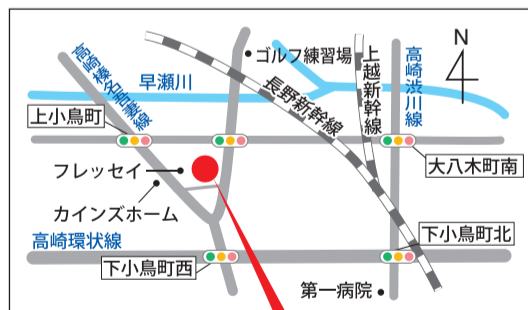 ゴルフ練習場
N
高崎榛名吾妻線
早瀬川
長野新幹線
上越新幹線
高崎渋川線
上小鳥町
フレッセイ
大八木町南
カインズホーム
高崎環状線
下小鳥町北
下小鳥町西
第一病院